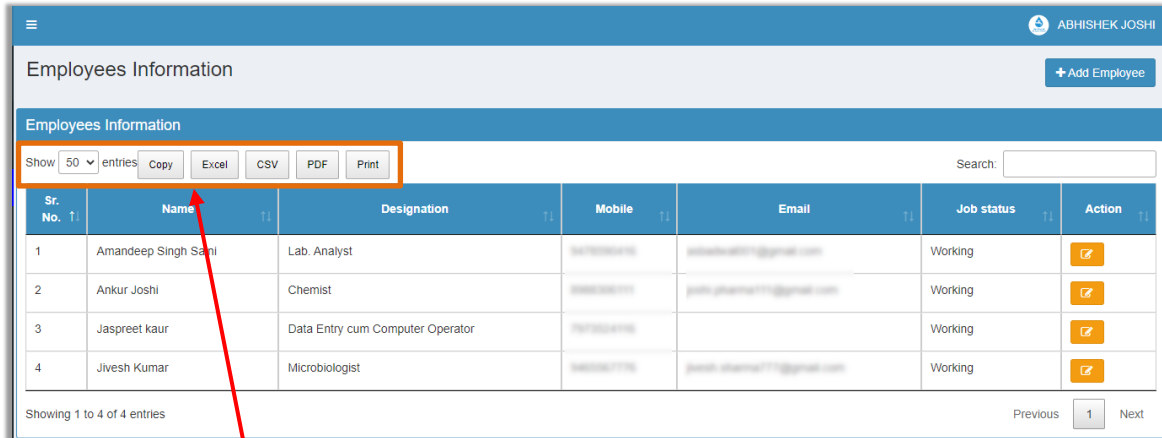 ABHISHEK JOSHI
Employees Information
+ Add Employee
Employees Information
Show 50 entries Copy Excel CSV PDF Print Search:
Sr. No. Name Designation Mobile Email Job status Action
1 Amandeep Singh Saini Lab. Analyst Working
2 Ankur Joshi Chemist Working
3 Jaspreet kaur Data Entry cum Computer Operator Working
4 Jivesh Kumar Microbiologist Working
Showing 1 to 4 of 4 entries Previous 1 Next